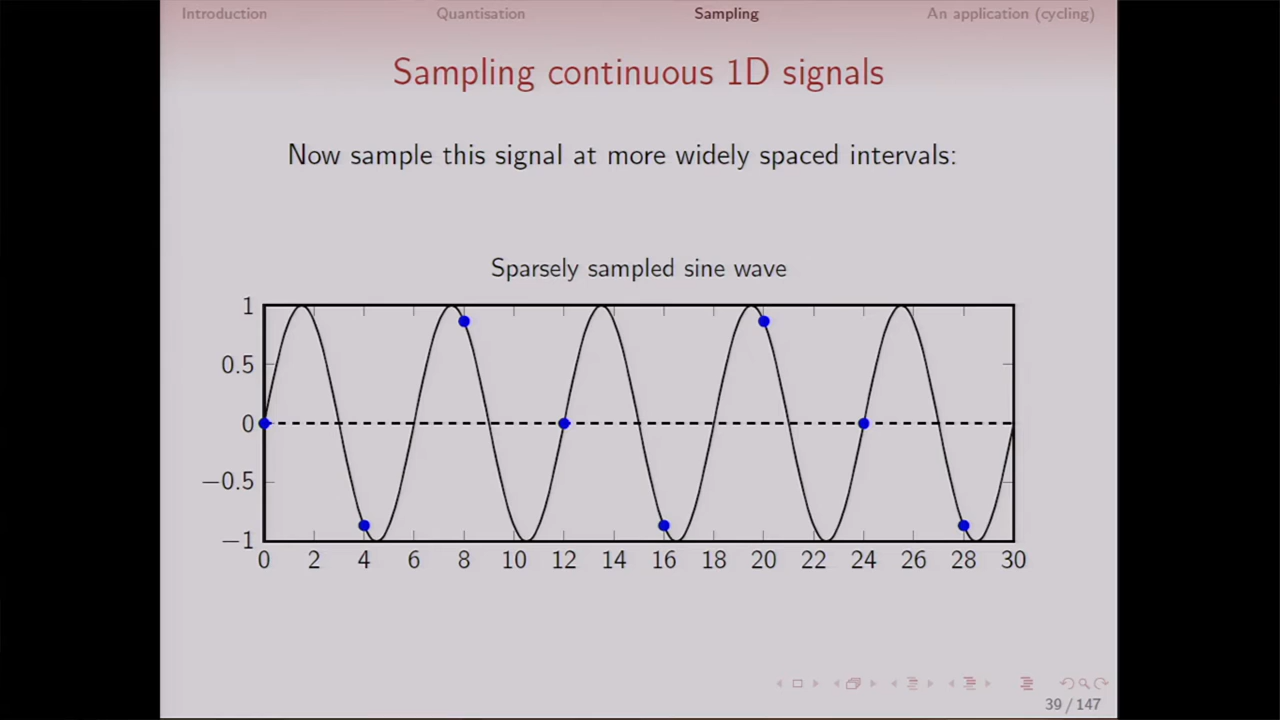 Introduction Quantisation Sampling An application (cycling)
Sampling continuous 1D signals
Now sample this signal at more widely spaced intervals:
Sparsely sampled sine wave
1
0.5
0
−0.5
−1
0 2 4 6 8 10 12 14 16 18 20 22 24 26 28 30
39 / 147